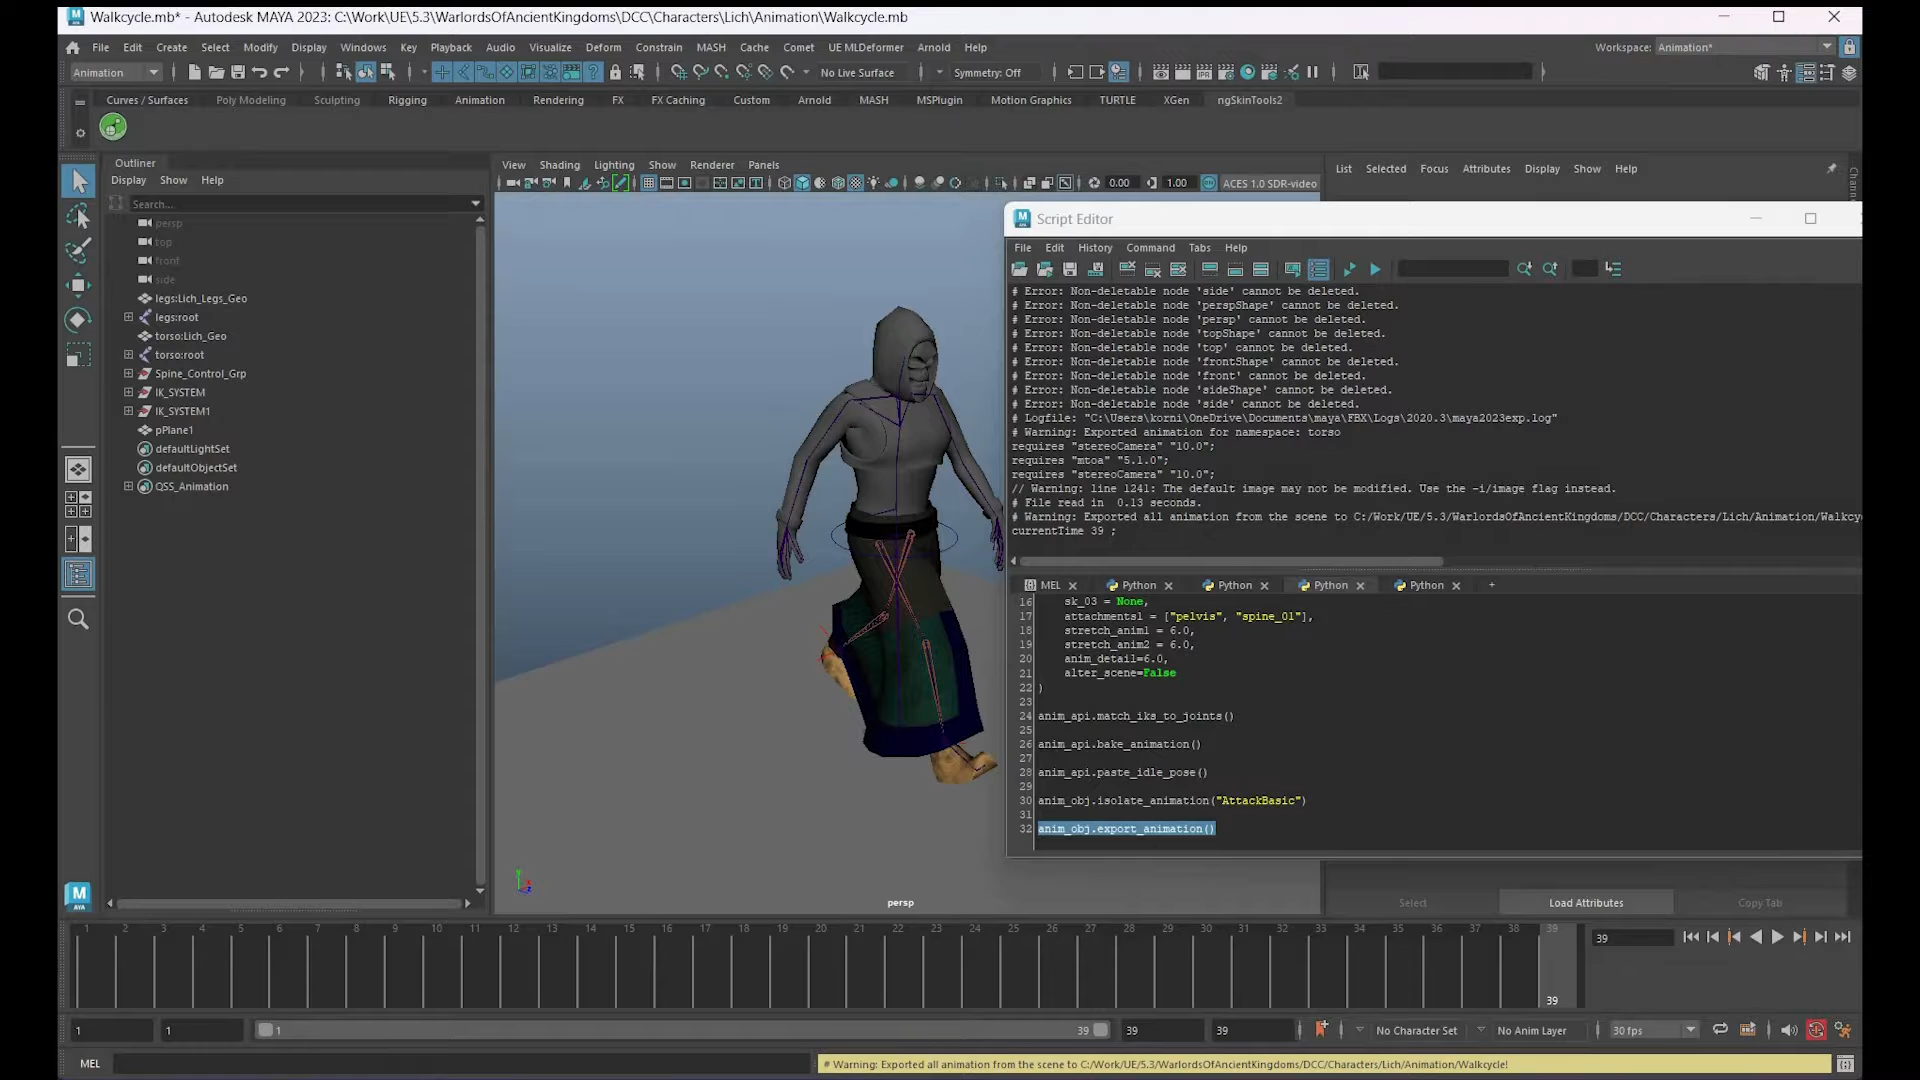 Walkcycle.mb* - Autodesk MAYA 2023: C:\Work\UE\5.3\WarlordsOfAncientKingdoms\DCC\Characters\Lich\Animation\Walkcycle.mb
File Edit Create Select Modify Display Windows Key Playback Audio Visualize Deform Constrain MASH Cache Comet UE MLDeformer Arnold Help
Workspace: Animation*
Animation
No Live Surface
Symmetry: Off
Curves / Surfaces Poly Modeling Sculpting Rigging Animation Rendering FX FX Caching Custom Arnold MASH MSPlugin Motion Graphics TURTLE XGen ngSkinTools2
Outliner
Display Show Help
Search...
persp
top
front
side
legs:Lich_Legs_Geo
legs:root
torso:Lich_Geo
torso:root
Spine_Control_Grp
IK_SYSTEM
IK_SYSTEM1
pPlane1
defaultLightSet
defaultObjectSet
QSS_Animation
View Shading Lighting Show Renderer Panels
0.00 1.00 ACES 1.0 SDR-video
persp
List Selected Focus Attributes Display Show Help
Script Editor
File Edit History Command Tabs Help
# Error: Non-deletable node 'side' cannot be deleted.
# Error: Non-deletable node 'perspShape' cannot be deleted.
# Error: Non-deletable node 'persp' cannot be deleted.
# Error: Non-deletable node 'topShape' cannot be deleted.
# Error: Non-deletable node 'top' cannot be deleted.
# Error: Non-deletable node 'frontShape' cannot be deleted.
# Error: Non-deletable node 'front' cannot be deleted.
# Error: Non-deletable node 'sideShape' cannot be deleted.
# Error: Non-deletable node 'side' cannot be deleted.
# Logfile: "C:\Users\korni\OneDrive\Documents\maya\FBX\Logs\2020.3\maya2023exp.log"
# Warning: Exported animation for namespace: torso
requires "stereoCamera" "10.0";
requires "mtoa" "5.1.0";
requires "stereoCamera" "10.0";
// Warning: line 1241: The default image may not be modified. Use the -i/image flag instead.
# File read in  0.13 seconds.
# Warning: Exported all animation from the scene to C:/Work/UE/5.3/WarlordsOfAncientKingdoms/DCC/Characters/Lich/Animation/Walkcy
currentTime 39 ;
MEL Python Python Python Python +
16 sk_03 = None,
17 attachments1 = ["pelvis", "spine_01"],
18 stretch_anim1 = 6.0,
19 stretch_anim2 = 6.0,
20 anim_detail=6.0,
21 alter_scene=False
22 )
23
24 anim_api.match_iks_to_joints()
25
26 anim_api.bake_animation()
27
28 anim_api.paste_idle_pose()
29
30 anim_obj.isolate_animation("AttackBasic")
31
32 anim_obj.export_animation()
Select Load Attributes Copy Tab
1 2 3 4 5 6 7 8 9 10 11 12 13 14 15 16 17 18 19 20 21 22 23 24 25 26 27 28 29 30 31 32 33 34 35 36 37 38 39
39
39
1 1 1 39 39 39 No Character Set No Anim Layer 30 fps
MEL
# Warning: Exported all animation from the scene to C:/Work/UE/5.3/WarlordsOfAncientKingdoms/DCC/Characters/Lich/Animation/Walkcycle!